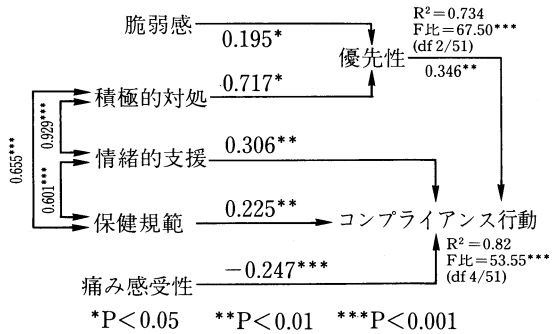 脆弱感
0.195*
R²=0.734
F比=67.50***
(df 2/51)
優先性
0.346**
積極的対処
0.717*
0.929***
0.655***
情緒的支援
0.306**
0.601***
保健規範
0.225**
コンプライアンス行動
R²=0.82
F比=53.55***
(df 4/51)
痛み感受性
−0.247***
*P<0.05 **P<0.01 ***P<0.001